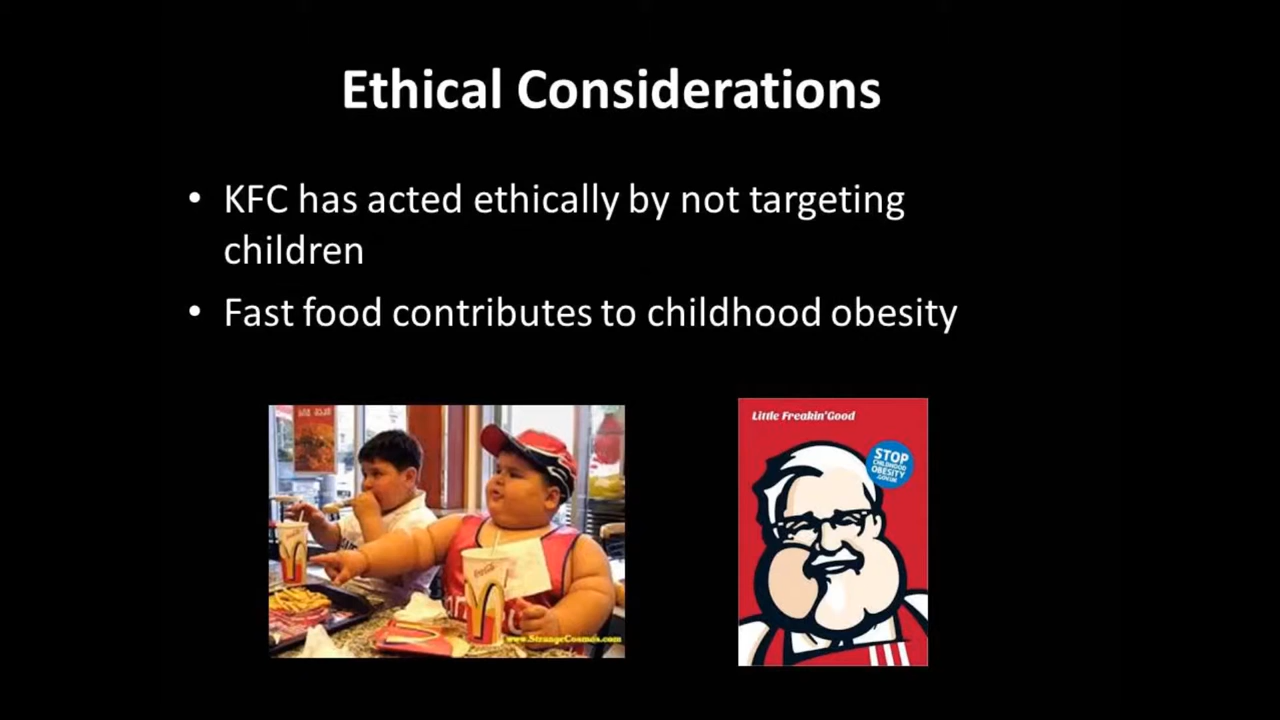 Ethical Considerations
• KFC has acted ethically by not targeting
children
• Fast food contributes to childhood obesity
www.StrangeCosmos.com
Little Freakin'Good
STOP
CHILDHOOD
OBESITY